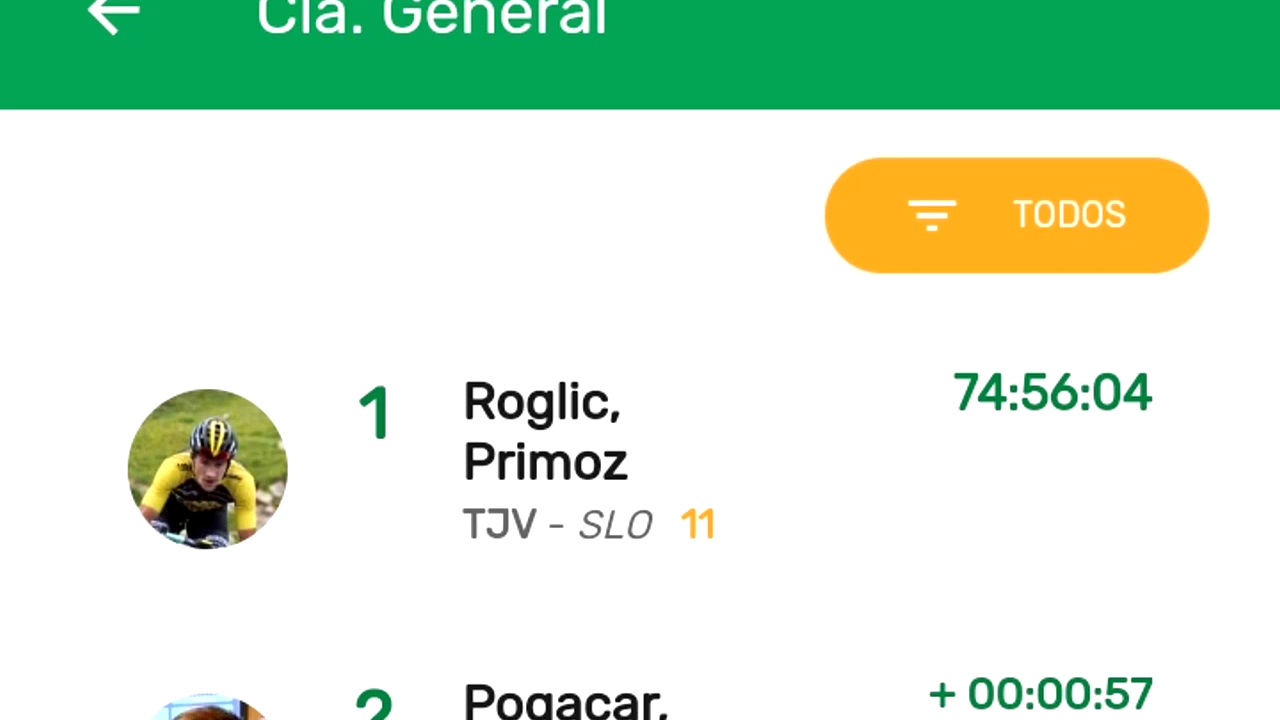 Cla. General
TODOS
1 Roglic, 74:56:04
Primoz
TJV - SLO 11
2 Pogacar, + 00:00:57